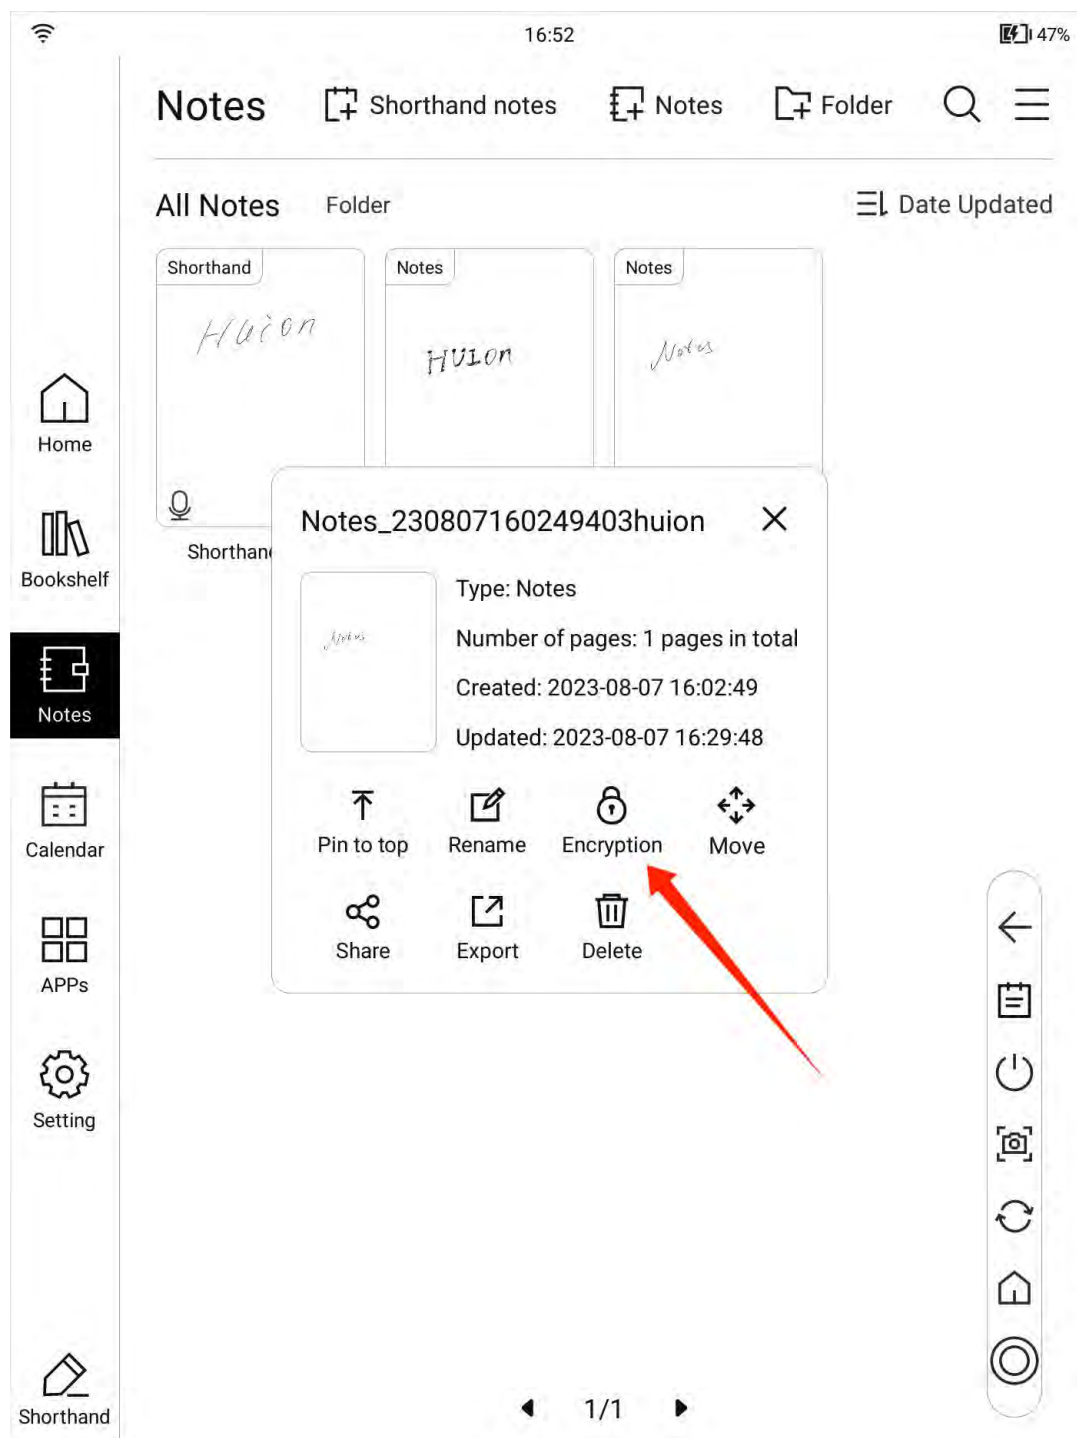 16:52
47%
Notes
Shorthand notes
Notes
Folder
All Notes
Folder
Date Updated
Shorthand
Notes
Notes
Huion
HUION
Notes
Home
Bookshelf
Notes
Calendar
APPs
Setting
Shorthand
Notes_230807160249403huion
Notes
Type: Notes
Number of pages: 1 pages in total
Created: 2023-08-07 16:02:49
Updated: 2023-08-07 16:29:48
Pin to top
Rename
Encryption
Move
Share
Export
Delete
1/1